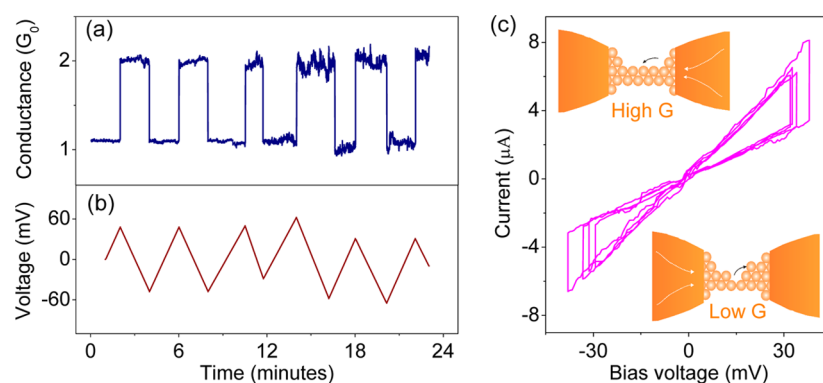 (a)
Conductance (G₀)
2
1
(b)
Voltage (mV)
60
0
-60
0
6
12
18
24
Time (minutes)
(c)
Current (μA)
8
4
0
-4
-8
High G
Low G
-30
0
30
Bias voltage (mV)